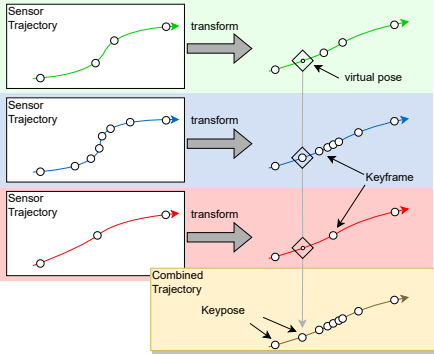 Sensor
Trajectory
transform
virtual pose
Sensor
Trajectory
transform
Keyframe
Sensor
Trajectory
transform
Combined
Trajectory
Keypose